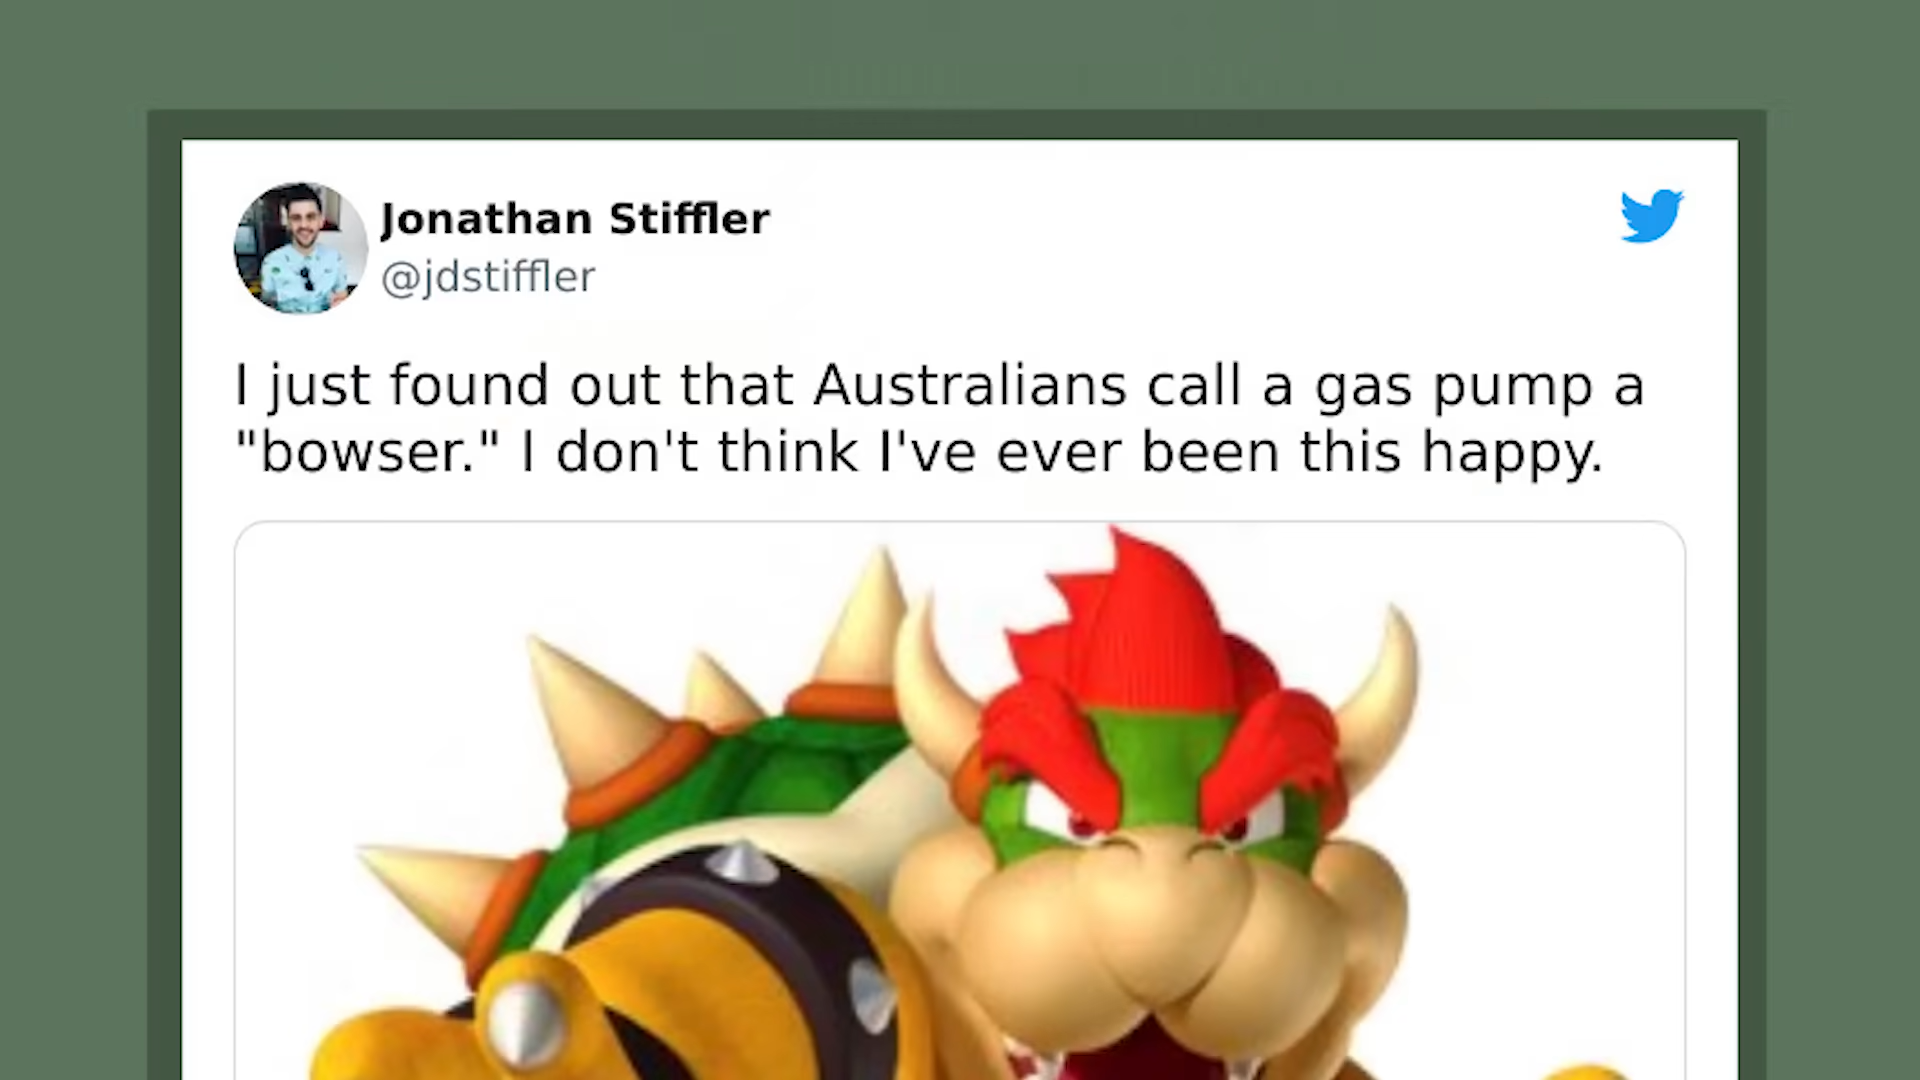 Jonathan Stiffler
@jdstiffler
I just found out that Australians call a gas pump a
"bowser." I don't think I've ever been this happy.